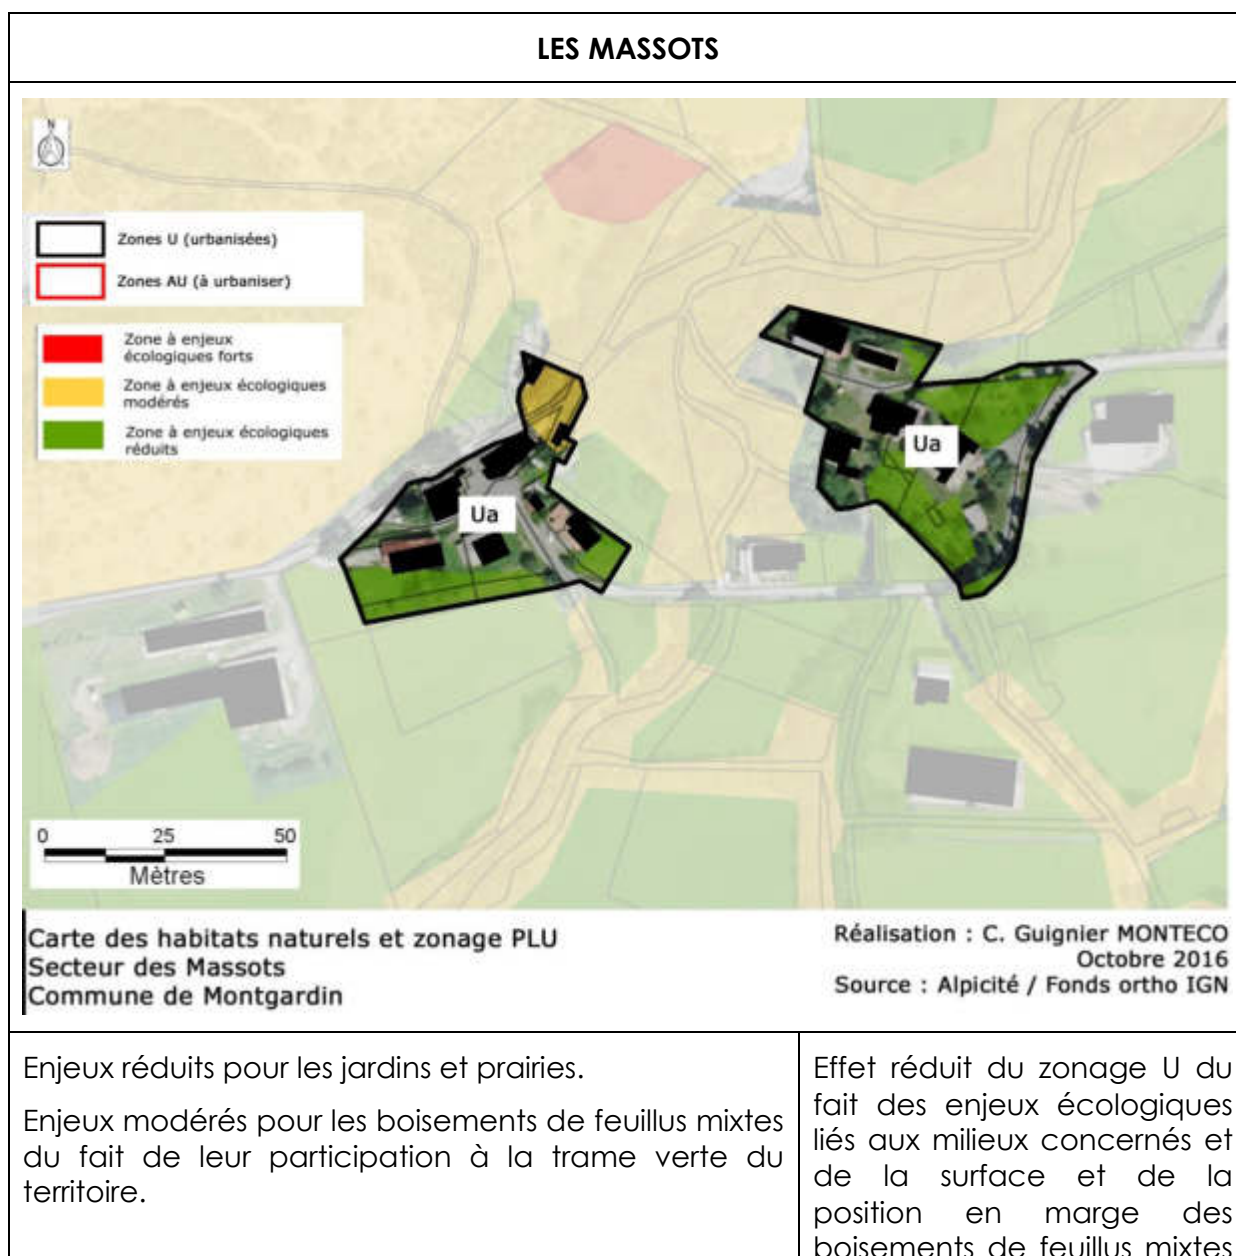 LES MASSOTS
N
Zones U (urbanisées)
Zones AU (à urbaniser)
Zone à enjeux
écologiques forts
Zone à enjeux écologiques
modérés
Zone à enjeux écologiques
réduits
Ua
Ua
0 25 50
Mètres
Carte des habitats naturels et zonage PLU
Secteur des Massots
Commune de Montgardin
Réalisation : C. Guignier MONTECO
Octobre 2016
Source : Alpicité / Fonds ortho IGN
Enjeux réduits pour les jardins et prairies.
Enjeux modérés pour les boisements de feuillus mixtes
du fait de leur participation à la trame verte du
territoire.
Effet réduit du zonage U du
fait des enjeux écologiques
liés aux milieux concernés et
de la surface et de la
position en marge des
boisements de feuillus mixtes